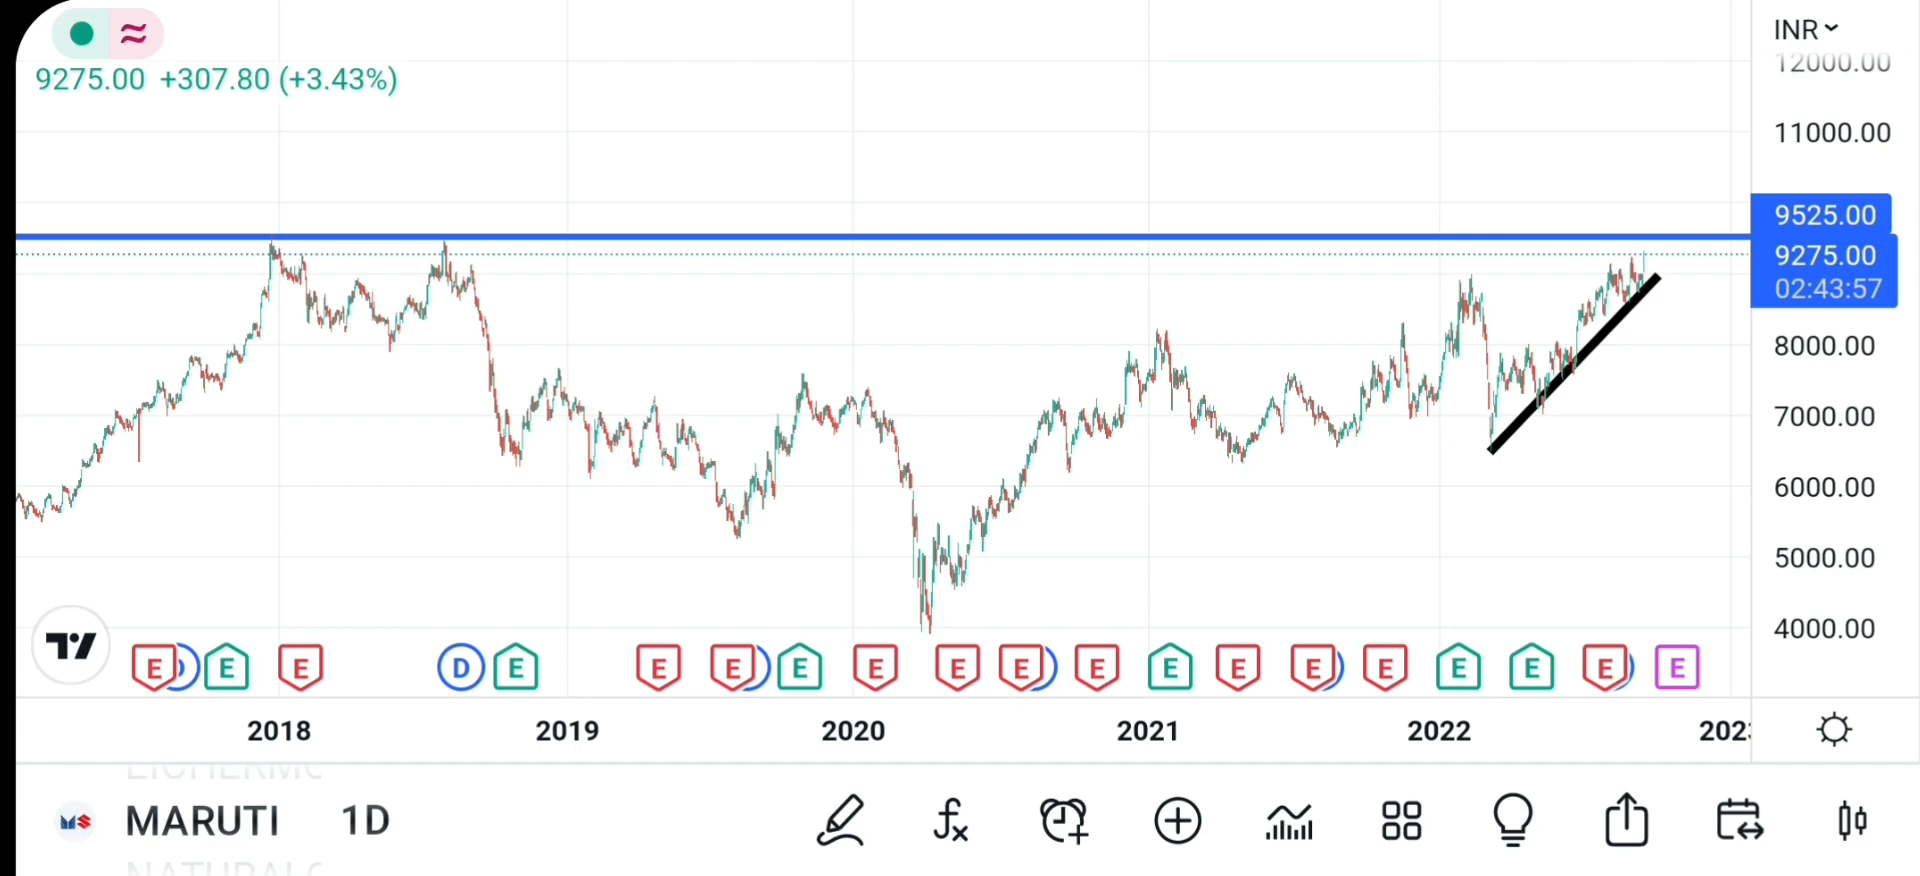 INR
9275.00 +307.80 (+3.43%)
12000.00
11000.00
9525.00
9275.00
02:43:57
8000.00
7000.00
6000.00
5000.00
4000.00
E D E E D E E E E E E E E E E E E E E E E
2018 2019 2020 2021 2022 2023
MARUTI 1D